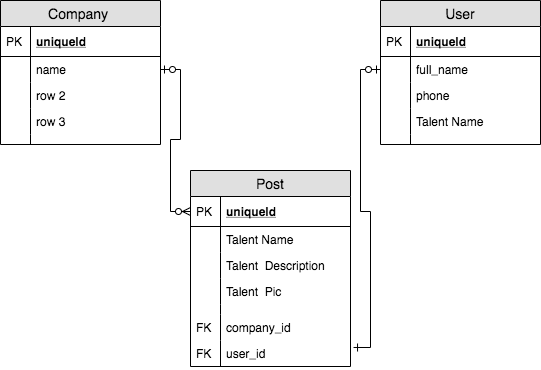 Company
PK uniqueId
name
row 2
row 3
User
PK uniqueId
full_name
phone
Talent Name
Post
PK uniqueId
Talent Name
Talent  Description
Talent  Pic
FK company_id
FK user_id